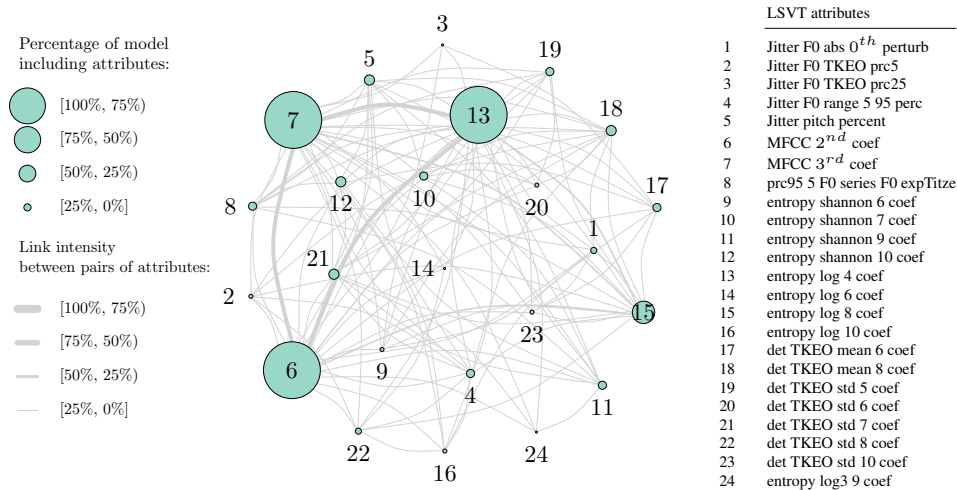 Percentage of model
including attributes:
[100%, 75%)
[75%, 50%)
[50%, 25%)
[25%, 0%]
Link intensity
between pairs of attributes:
[100%, 75%)
[75%, 50%)
[50%, 25%)
[25%, 0%]
3
5
19
7
13
18
12
10
20
17
8
1
21
14
2
15
23
6
9
4
11
22
16
24
LSVT attributes
1 Jitter F0 abs 0^{th} perturb
2 Jitter F0 TKEO prc5
3 Jitter F0 TKEO prc25
4 Jitter F0 range 5 95 perc
5 Jitter pitch percent
6 MFCC 2^{nd} coef
7 MFCC 3^{rd} coef
8 prc95 5 F0 series F0 expTitze
9 entropy shannon 6 coef
10 entropy shannon 7 coef
11 entropy shannon 9 coef
12 entropy shannon 10 coef
13 entropy log 4 coef
14 entropy log 6 coef
15 entropy log 8 coef
16 entropy log 10 coef
17 det TKEO mean 6 coef
18 det TKEO mean 8 coef
19 det TKEO std 5 coef
20 det TKEO std 6 coef
21 det TKEO std 7 coef
22 det TKEO std 8 coef
23 det TKEO std 10 coef
24 entropy log3 9 coef